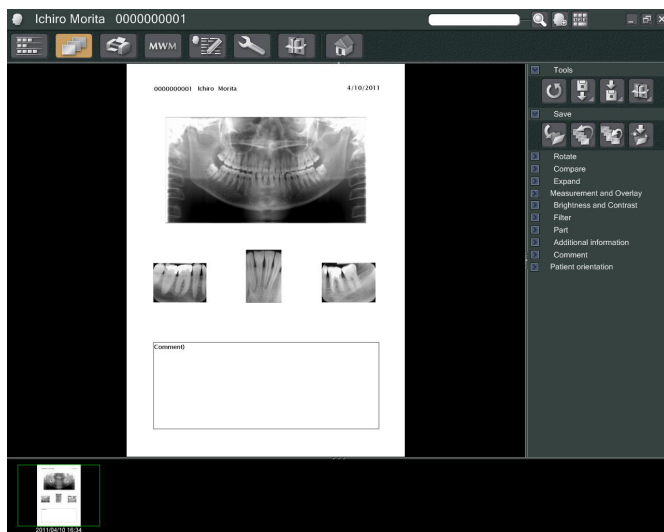 Ichiro Morita 0000000001
MWM
0000000001 Ichiro Morita 4/10/2011
Comment)
Tools
Save
Rotate
Compare
Expand
Measurement and Overlay
Brightness and Contrast
Filter
Part
Additional information
Comment
Patient orientation
2011/04/10 16:34